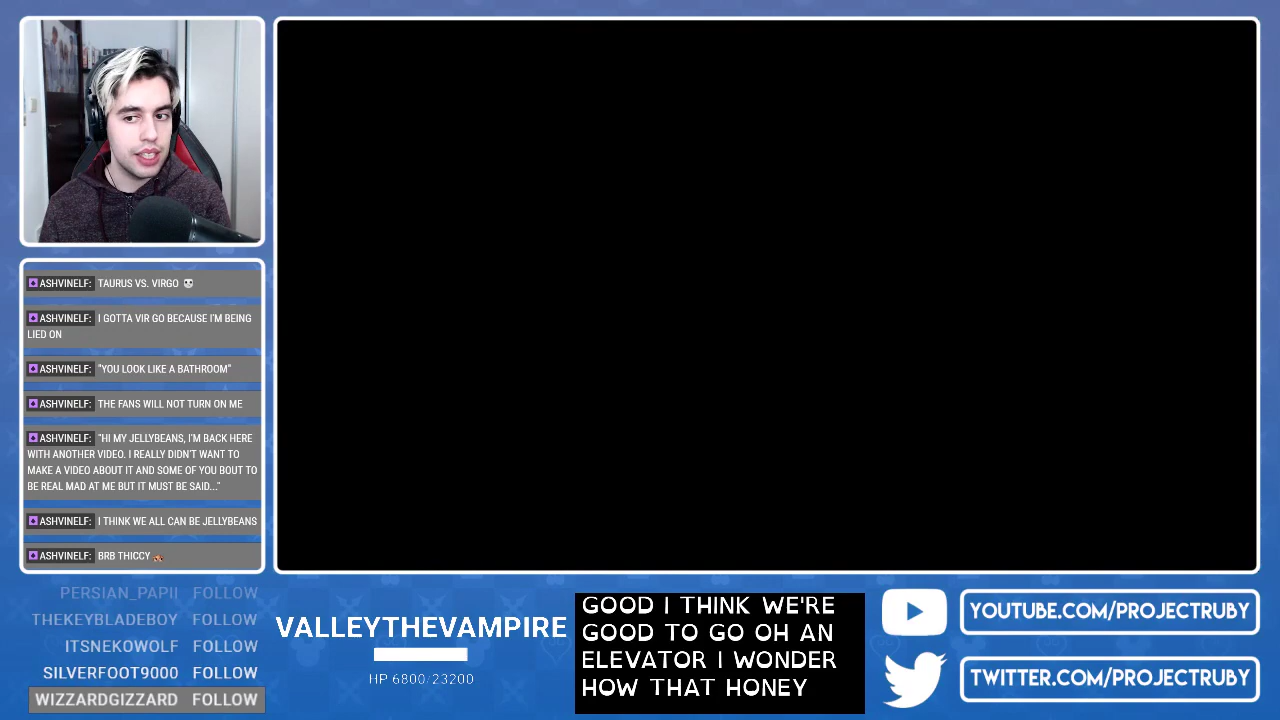 ASHVINELF: TAURUS VS. VIRGO
ASHVINELF: I GOTTA VIR GO BECAUSE I'M BEING
LIED ON
ASHVINELF: "YOU LOOK LIKE A BATHROOM"
ASHVINELF: THE FANS WILL NOT TURN ON ME
ASHVINELF: "HI MY JELLYBEANS, I'M BACK HERE
WITH ANOTHER VIDEO. I REALLY DIDN'T WANT TO
MAKE A VIDEO ABOUT IT AND SOME OF YOU BOUT TO
BE REAL MAD AT ME BUT IT MUST BE SAID..."
ASHVINELF: I THINK WE ALL CAN BE JELLYBEANS
ASHVINELF: BRB THICCY
PERSIAN_PAPII FOLLOW
THEKEYBLADEBOY FOLLOW
ITSNEKOWOLF FOLLOW
SILVERFOOT9000 FOLLOW
WIZZARDGIZZARD FOLLOW
VALLEYTHEVAMPIRE
HP 6800/23200
GOOD I THINK WE'RE
GOOD TO GO OH AN
ELEVATOR I WONDER
HOW THAT HONEY
YOUTUBE.COM/PROJECTRUBY
TWITTER.COM/PROJECTRUBY